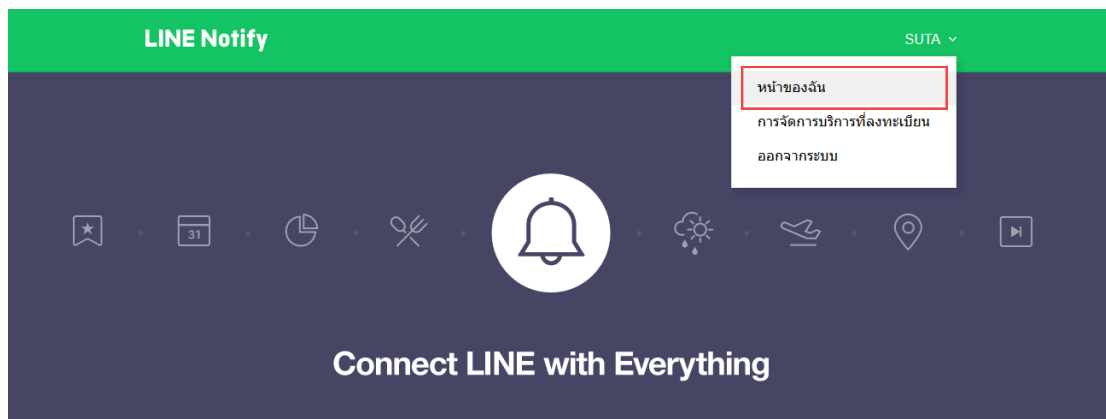 LINE Notify
SUTA
หน้าของฉัน
การจัดการบริการที่ลงทะเบียน
ออกจากระบบ
31
Connect LINE with Everything